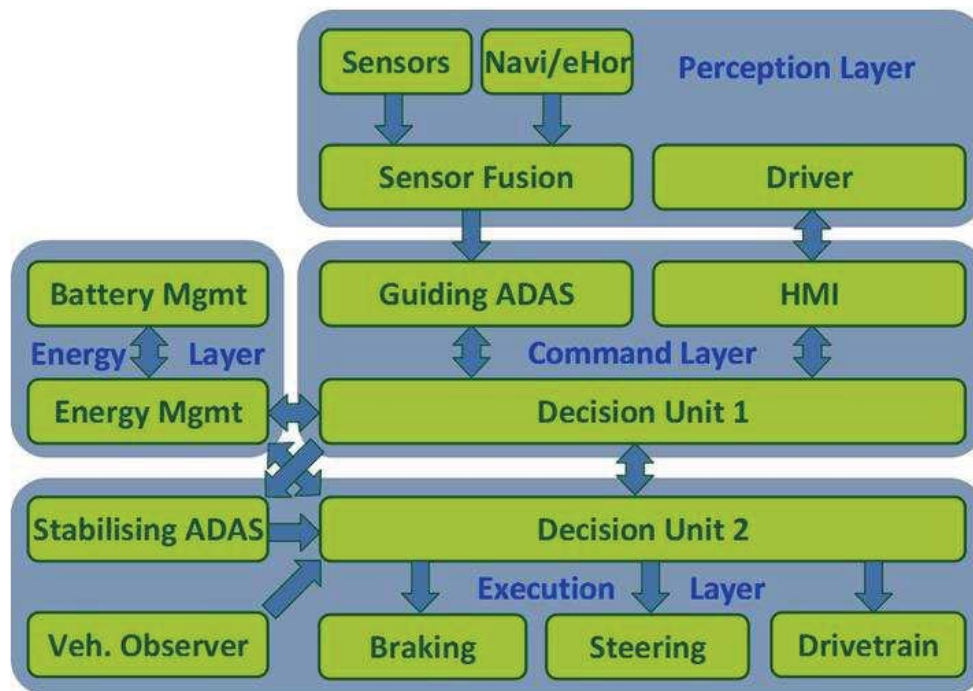 Sensors
Navi/eHor
Perception Layer
Sensor Fusion
Driver
Battery Mgmt
Guiding ADAS
HMI
Energy Layer
Command Layer
Energy Mgmt
Decision Unit 1
Stabilising ADAS
Decision Unit 2
Execution Layer
Veh. Observer
Braking
Steering
Drivetrain